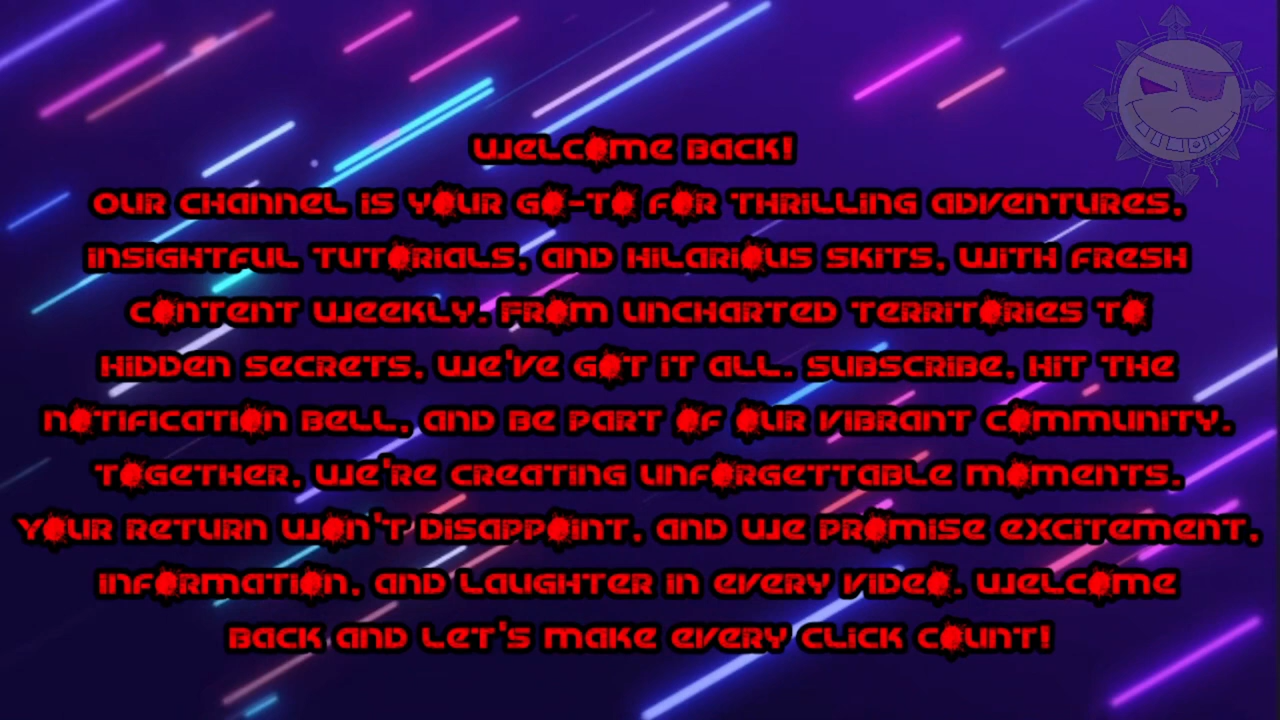 WELCOME BACK!
OUR CHANNEL IS YOUR GO-TO FOR THRILLING ADVENTURES,
INSIGHTFUL TUTORIALS, AND HILARIOUS SKITS, WITH FRESH
CONTENT WEEKLY. FROM UNCHARTED TERRITORIES TO
HIDDEN SECRETS, WE'VE GOT IT ALL. SUBSCRIBE, HIT THE
NOTIFICATION BELL, AND BE PART OF OUR VIBRANT COMMUNITY.
TOGETHER, WE'RE CREATING UNFORGETTABLE MOMENTS.
YOUR RETURN WON'T DISAPPOINT, AND WE PROMISE EXCITEMENT,
INFORMATION, AND LAUGHTER IN EVERY VIDEO. WELCOME
BACK AND LET'S MAKE EVERY CLICK COUNT!